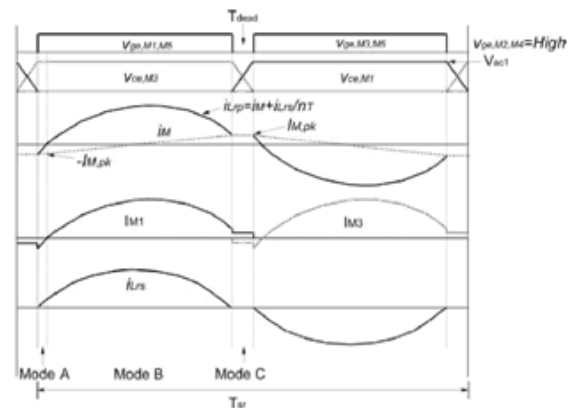 Tdead
vge,M1,M5
vge,M3,M5
vge,M2,M4=High
Vac1
vce,M3
vce,M1
iLrp=iM+iLrs/nT
iM
IM,pk
-IM,pk
IM1
IM3
iLrs
Mode A
Mode B
Mode C
Tsr